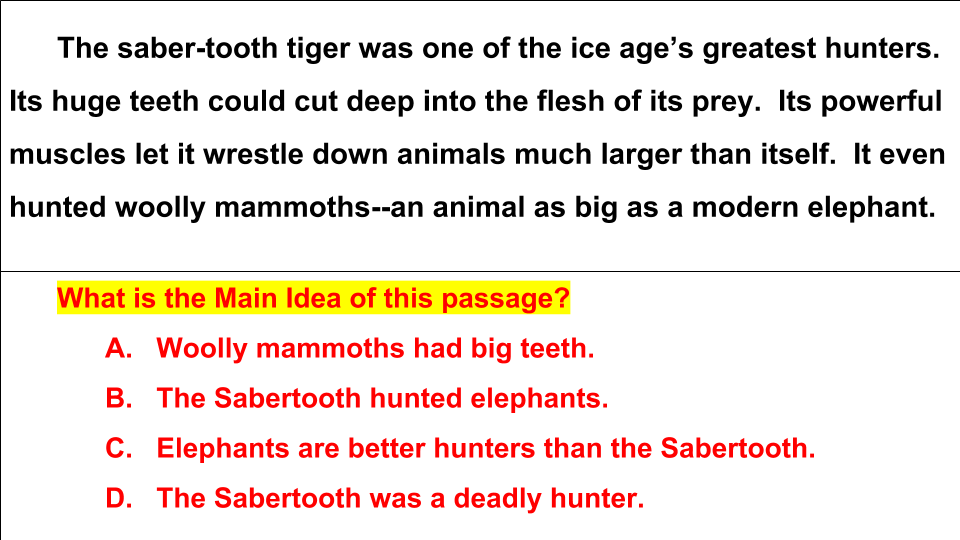 The saber-tooth tiger was one of the ice age’s greatest hunters.
Its huge teeth could cut deep into the flesh of its prey.  Its powerful
muscles let it wrestle down animals much larger than itself.  It even
hunted woolly mammoths--an animal as big as a modern elephant.
What is the Main Idea of this passage?
A. Woolly mammoths had big teeth.
B. The Sabertooth hunted elephants.
C. Elephants are better hunters than the Sabertooth.
D. The Sabertooth was a deadly hunter.